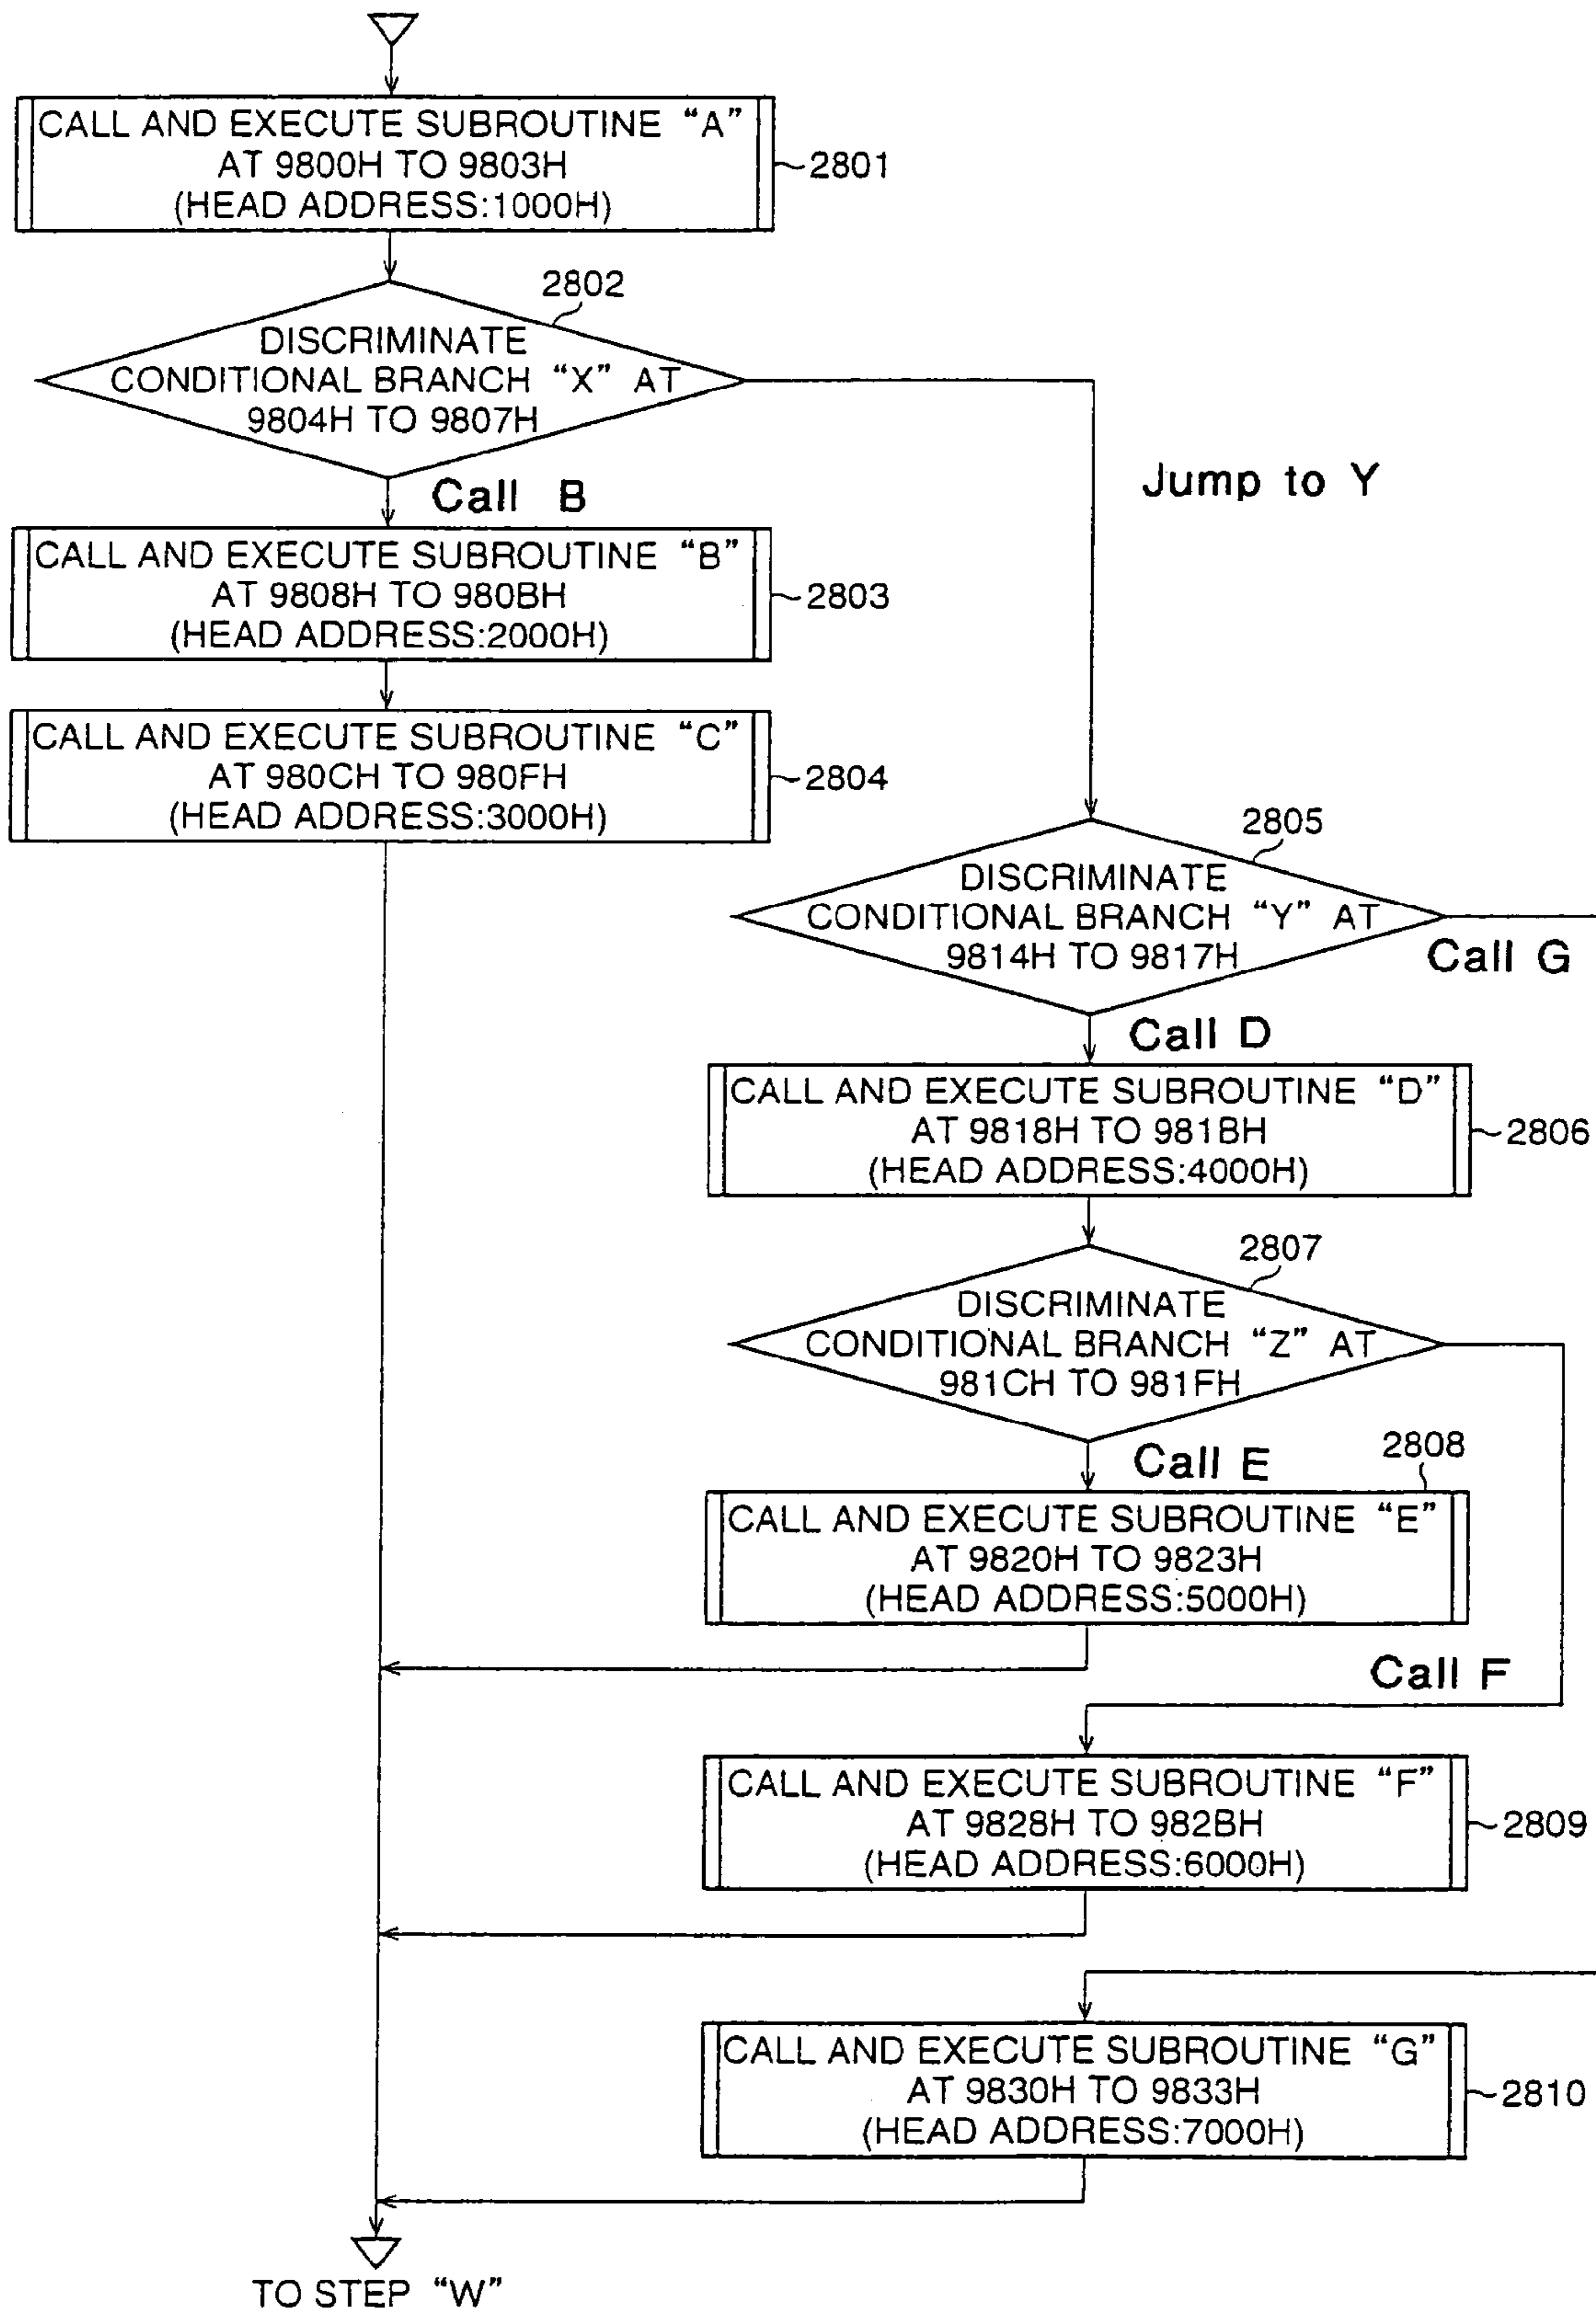 CALL AND EXECUTE SUBROUTINE “A”
AT 9800H TO 9803H
(HEAD ADDRESS:1000H)
2801
2802
DISCRIMINATE
CONDITIONAL BRANCH “X” AT
9804H TO 9807H
Jump to Y
Call B
CALL AND EXECUTE SUBROUTINE “B”
AT 9808H TO 980BH
(HEAD ADDRESS:2000H)
2803
CALL AND EXECUTE SUBROUTINE “C”
AT 980CH TO 980FH
(HEAD ADDRESS:3000H)
2804
2805
DISCRIMINATE
CONDITIONAL BRANCH “Y” AT
9814H TO 9817H
Call G
Call D
CALL AND EXECUTE SUBROUTINE “D”
AT 9818H TO 981BH
(HEAD ADDRESS:4000H)
2806
2807
DISCRIMINATE
CONDITIONAL BRANCH “Z” AT
981CH TO 981FH
Call E
2808
CALL AND EXECUTE SUBROUTINE “E”
AT 9820H TO 9823H
(HEAD ADDRESS:5000H)
Call F
CALL AND EXECUTE SUBROUTINE “F”
AT 9828H TO 982BH
(HEAD ADDRESS:6000H)
2809
CALL AND EXECUTE SUBROUTINE “G”
AT 9830H TO 9833H
(HEAD ADDRESS:7000H)
2810
TO STEP “W”